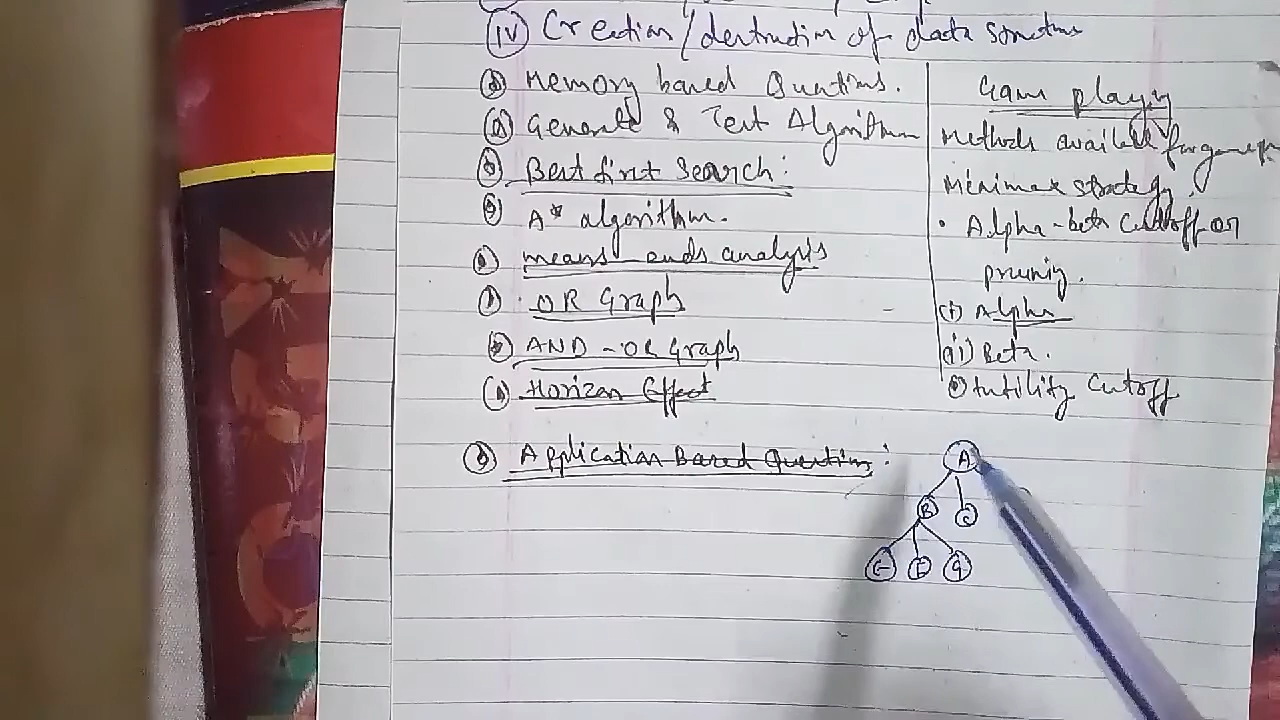 IV Creation/destruction of data structure
Memory based Questions.
Generate & Test Algorithm
Best first Search:
A* algorithm.
means-ends analysis
OR Graph
AND-OR Graph
Horizan Effect
Application Based Questions:
Game playing
Methods available for
Minimax strategy.
• Alpha-beta Cutoff or
pruning.
(i) Alpha
(ii) Beta.
Futility Cutoff
A
B C
E